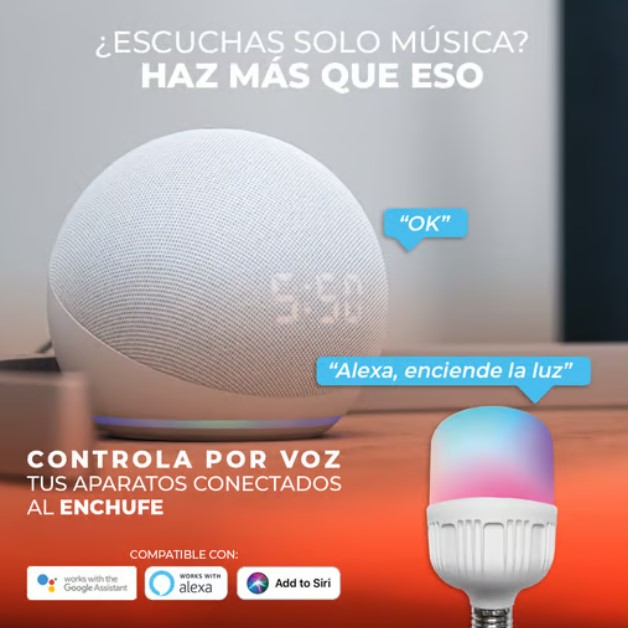 ¿ESCUCHAS SOLO MÚSICA?
HAZ MÁS QUE ESO
“OK”
5:50
“Alexa, enciende la luz”
CONTROLA POR VOZ
TUS APARATOS CONECTADOS
AL ENCHUFE
COMPATIBLE CON:
works with the
Google Assistant
WORKS WITH
alexa
Add to Siri